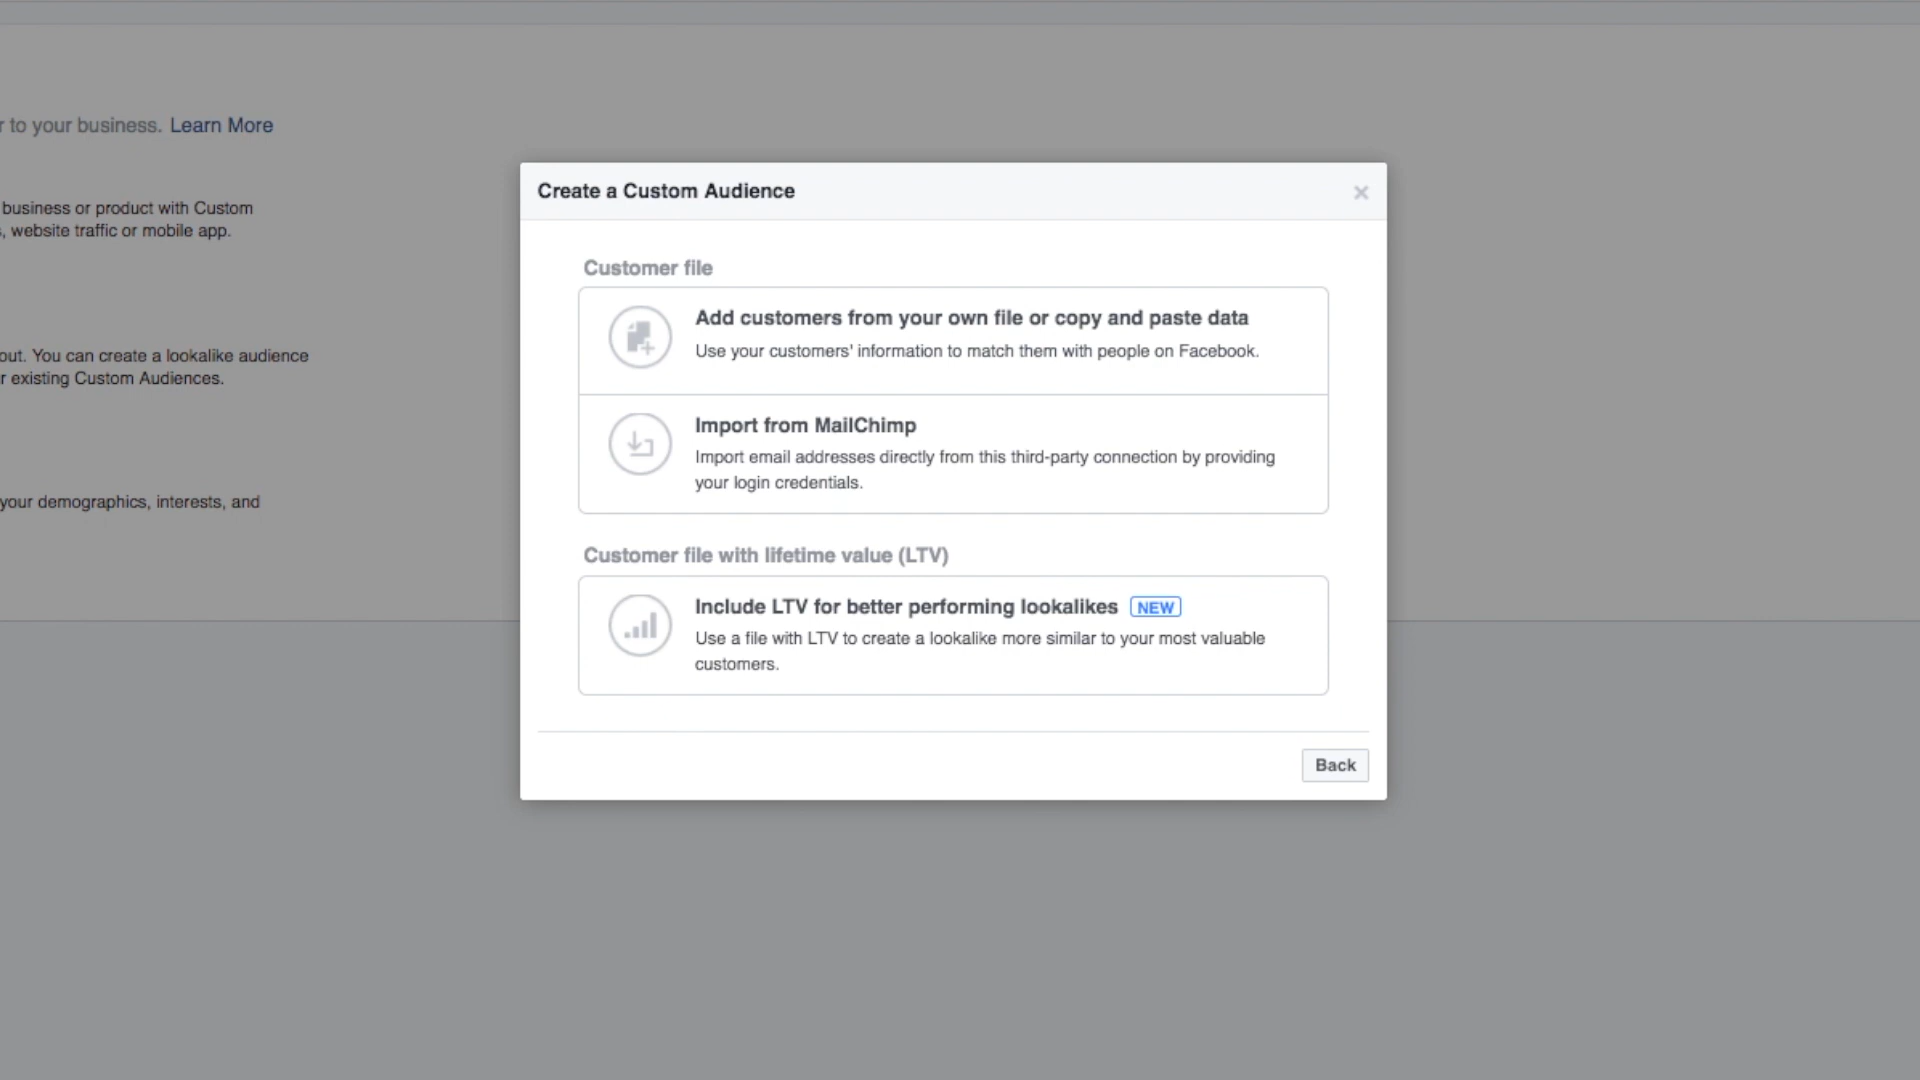 r to your business. Learn More
business or product with Custom
, website traffic or mobile app.
out. You can create a lookalike audience
r existing Custom Audiences.
your demographics, interests, and
Create a Custom Audience
Customer file
Add customers from your own file or copy and paste data
Use your customers' information to match them with people on Facebook.
Import from MailChimp
Import email addresses directly from this third-party connection by providing
your login credentials.
Customer file with lifetime value (LTV)
Include LTV for better performing lookalikes NEW
Use a file with LTV to create a lookalike more similar to your most valuable
customers.
Back